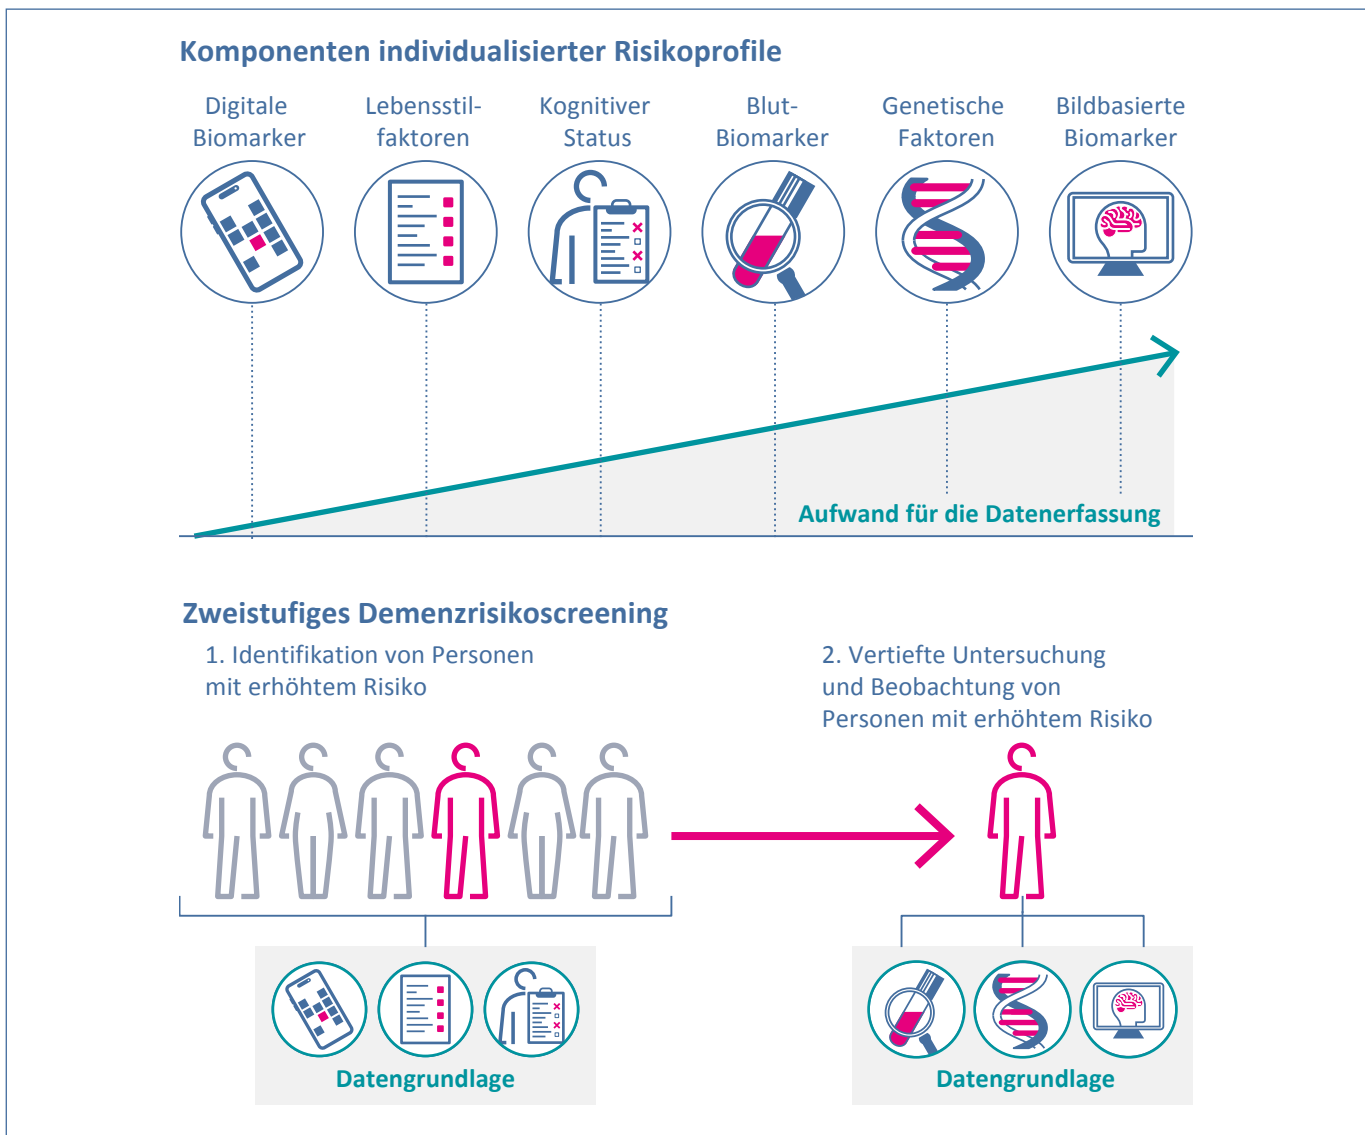 Komponenten individualisierter Risikoprofile
Digitale
Biomarker
Lebensstil-
faktoren
Kognitiver
Status
Blut-
Biomarker
Genetische
Faktoren
Bildbasierte
Biomarker
Aufwand für die Datenerfassung
Zweistufiges Demenzrisikoscreening
1. Identifikation von Personen
mit erhöhtem Risiko
2. Vertiefte Untersuchung
und Beobachtung von
Personen mit erhöhtem Risiko
Datengrundlage
Datengrundlage